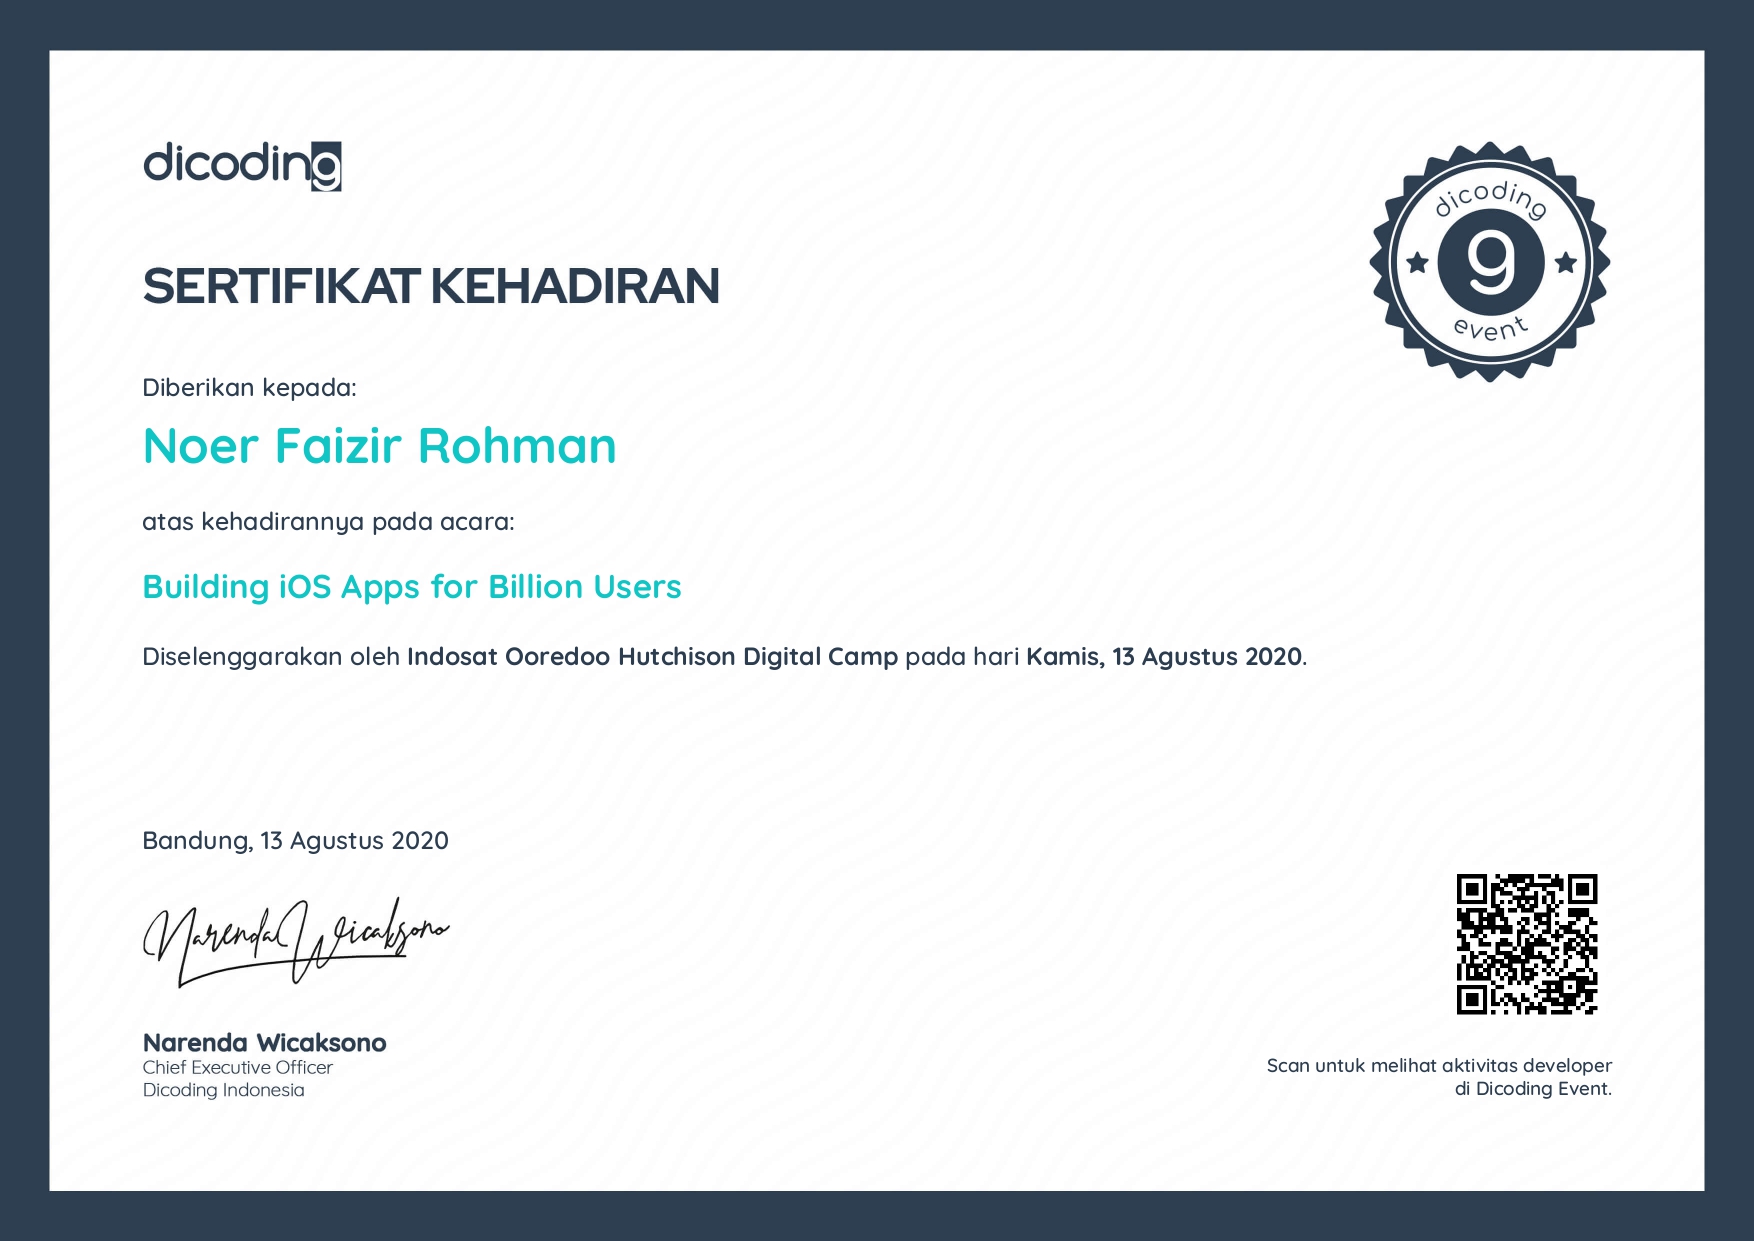 dicoding
SERTIFIKAT KEHADIRAN
dicoding
g
event
Diberikan kepada:
Noer Faizir Rohman
atas kehadirannya pada acara:
Building iOS Apps for Billion Users
Diselenggarakan oleh Indosat Ooredoo Hutchison Digital Camp pada hari Kamis, 13 Agustus 2020.
Bandung, 13 Agustus 2020
Narenda Wicaksono
Narenda Wicaksono
Chief Executive Officer
Dicoding Indonesia
Scan untuk melihat aktivitas developer
di Dicoding Event.